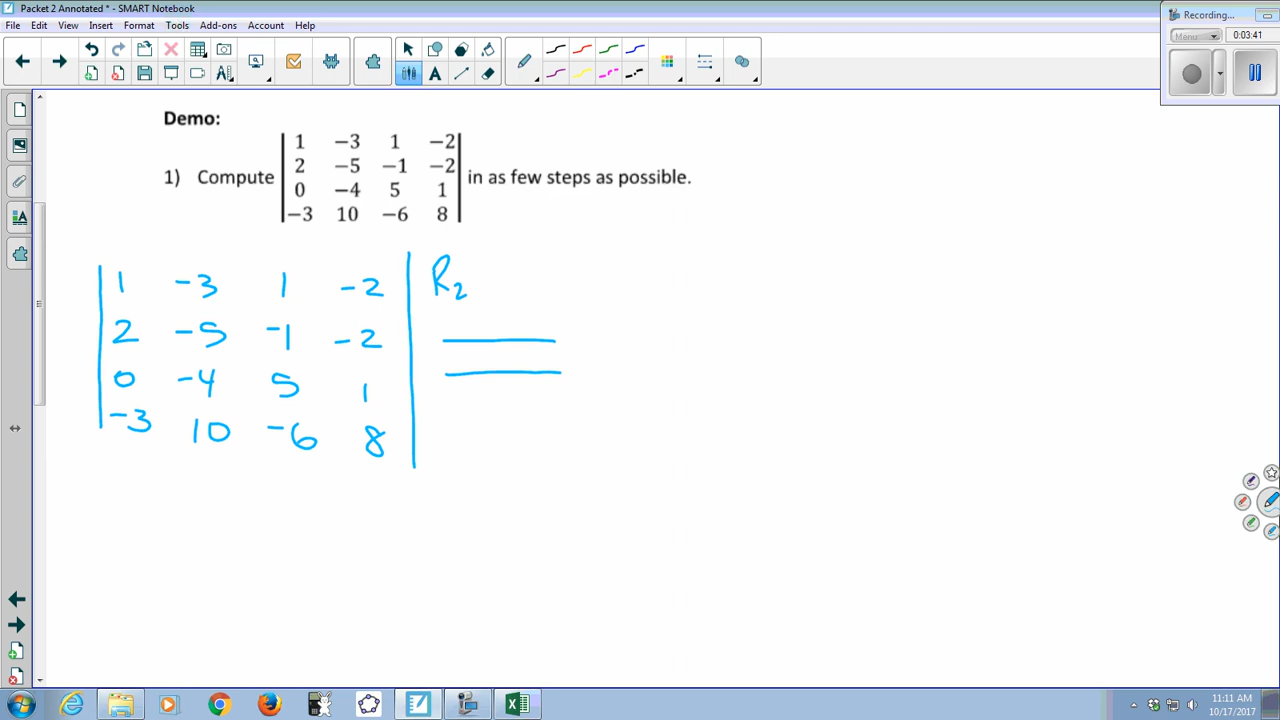 Packet 2 Annotated * - SMART Notebook
File Edit View Insert Format Tools Add-ons Account Help
Recording...
Menu
0:03:41
Demo:
1) Compute
1 −3 1 −2
2 −5 −1 −2
0 −4 5 1
−3 10 −6 8
in as few steps as possible.
1 -3 1 -2 R2
2 -5 -1 -2
0 -4 5 1
-3 10 -6 8
11:11 AM
10/17/2017